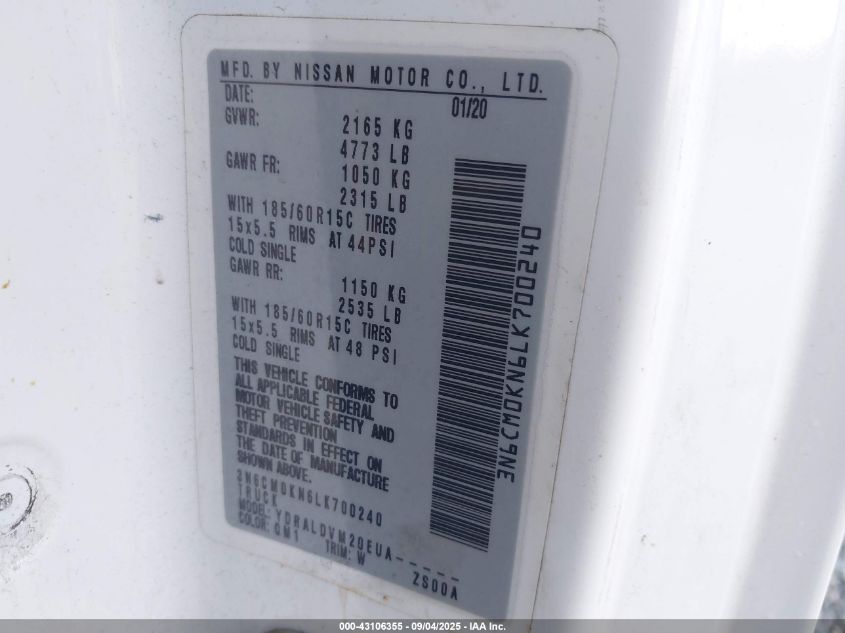 MFD. BY NISSAN MOTOR CO., LTD.
DATE: 01/20
GVWR: 2165 KG
4773 LB
GAWR FR: 1050 KG
2315 LB
WITH 185/60R15C TIRES
15x5.5 RIMS AT 44PSI
COLD SINGLE
GAWR RR: 1150 KG
2535 LB
WITH 185/60R15C TIRES
15x5.5 RIMS AT 48 PSI
COLD SINGLE
THIS VEHICLE CONFORMS TO
ALL APPLICABLE FEDERAL
MOTOR VEHICLE SAFETY AND
THEFT PREVENTION
STANDARDS IN EFFECT ON
THE DATE OF MANUFACTURE
SHOWN ABOVE.
3N6CM0KN6LK700240
TRUCK
MODEL: YDRALDVM20EUA-----
COLOR: QM1 TRIM: W ZS00A
3N6CM0KN6LK700240
000-43106355 - 09/04/2025 - IAA Inc.